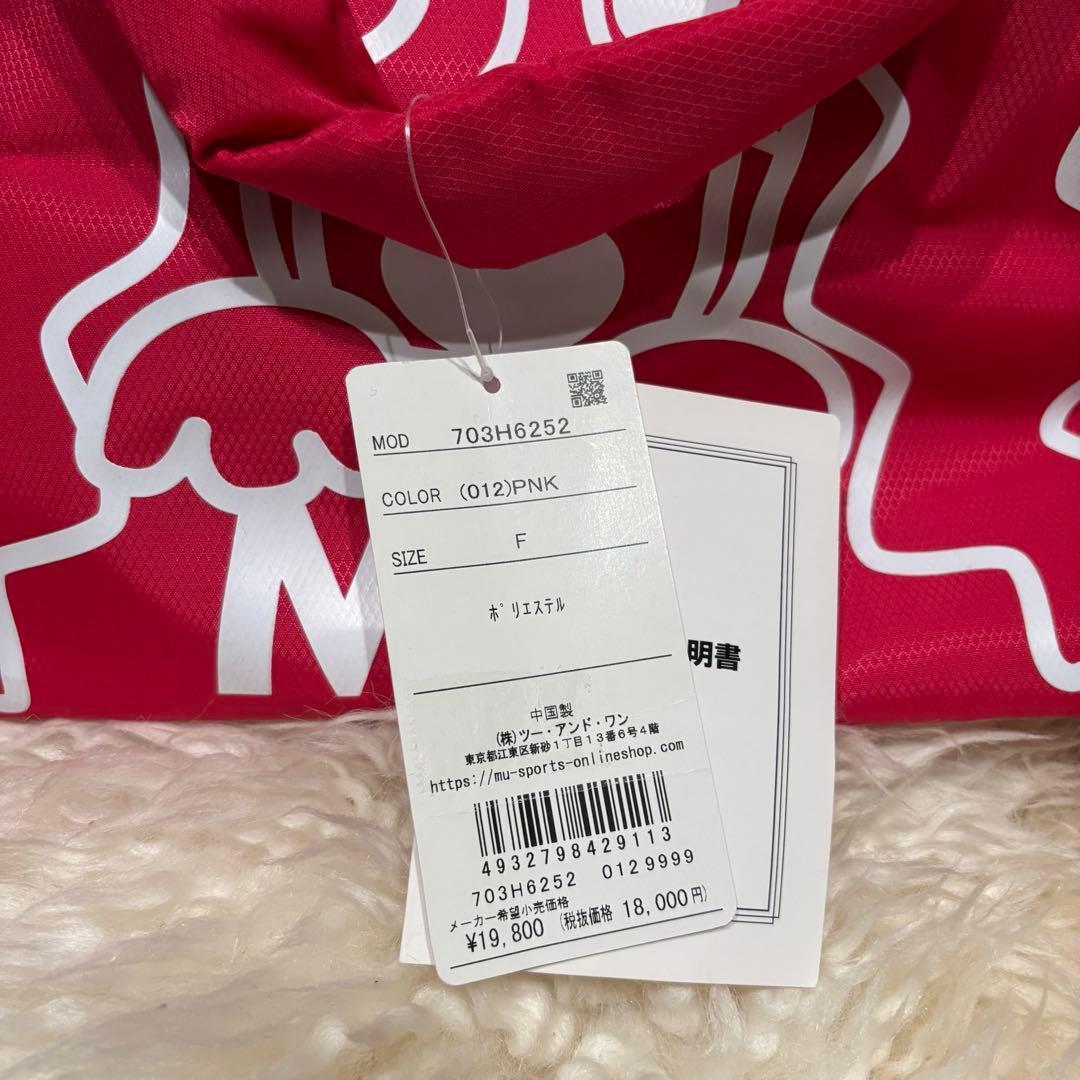 MOD 703H6252
COLOR (012)PNK
SIZE F
ﾎﾟﾘｴｽﾃﾙ
中国製
(株)ツー・アンド・ワン
東京都江東区新砂1丁目13番6号4階
https://mu-sports-onlineshop.com
4932798429113
703H6252 0129999
メーカー希望小売価格
¥19,800 (税抜価格 18,000円)
明書
M